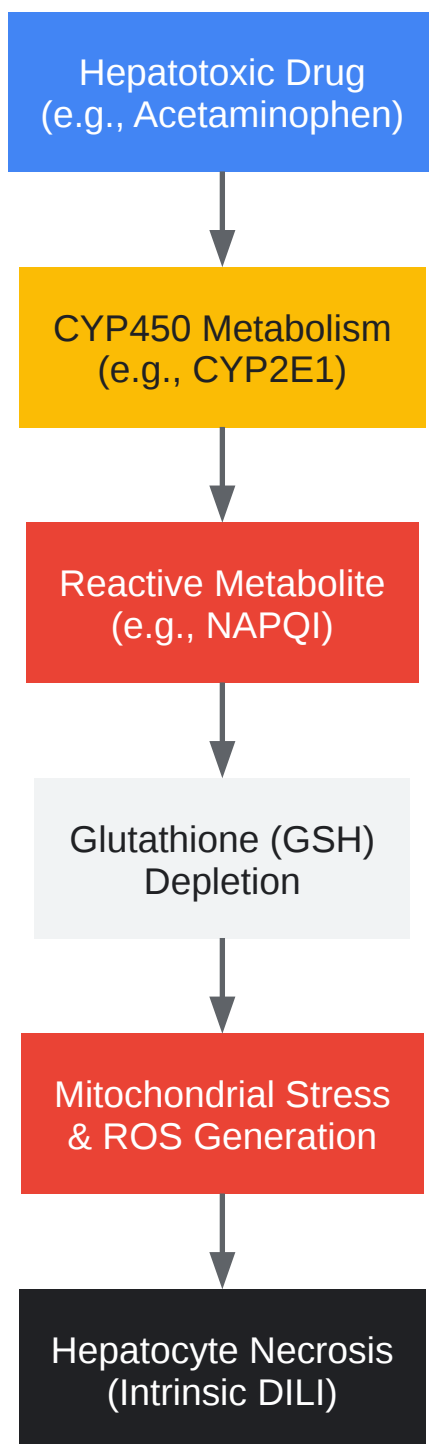 Hepatotoxic Drug
(e.g., Acetaminophen)
CYP450 Metabolism
(e.g., CYP2E1)
Reactive Metabolite
(e.g., NAPQI)
Glutathione (GSH)
Depletion
Mitochondrial Stress
& ROS Generation
Hepatocyte Necrosis
(Intrinsic DILI)